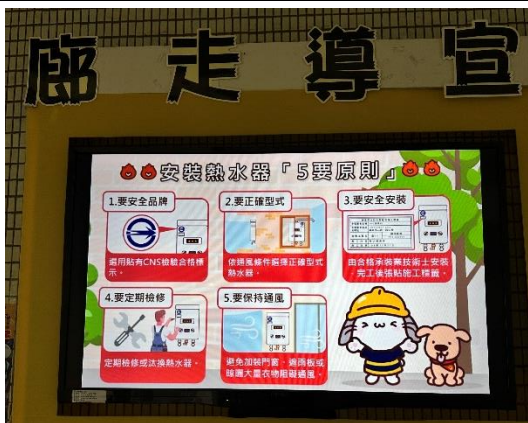 廊走導宣
安裝熱水器「5要原則」
1.要安全品牌
選用貼有CNS檢驗合格標
示。
2.要正確型式
依通風條件選擇正確型式
熱水器。
3.要安全安裝
由合格承裝業技術士安裝
完工後張貼施工標籤。
4.要定期檢修
定期檢修或汰換熱水器。
5.要保持通風
避免加裝門窗、遮雨板或
晾曬大量衣物阻礙通風。